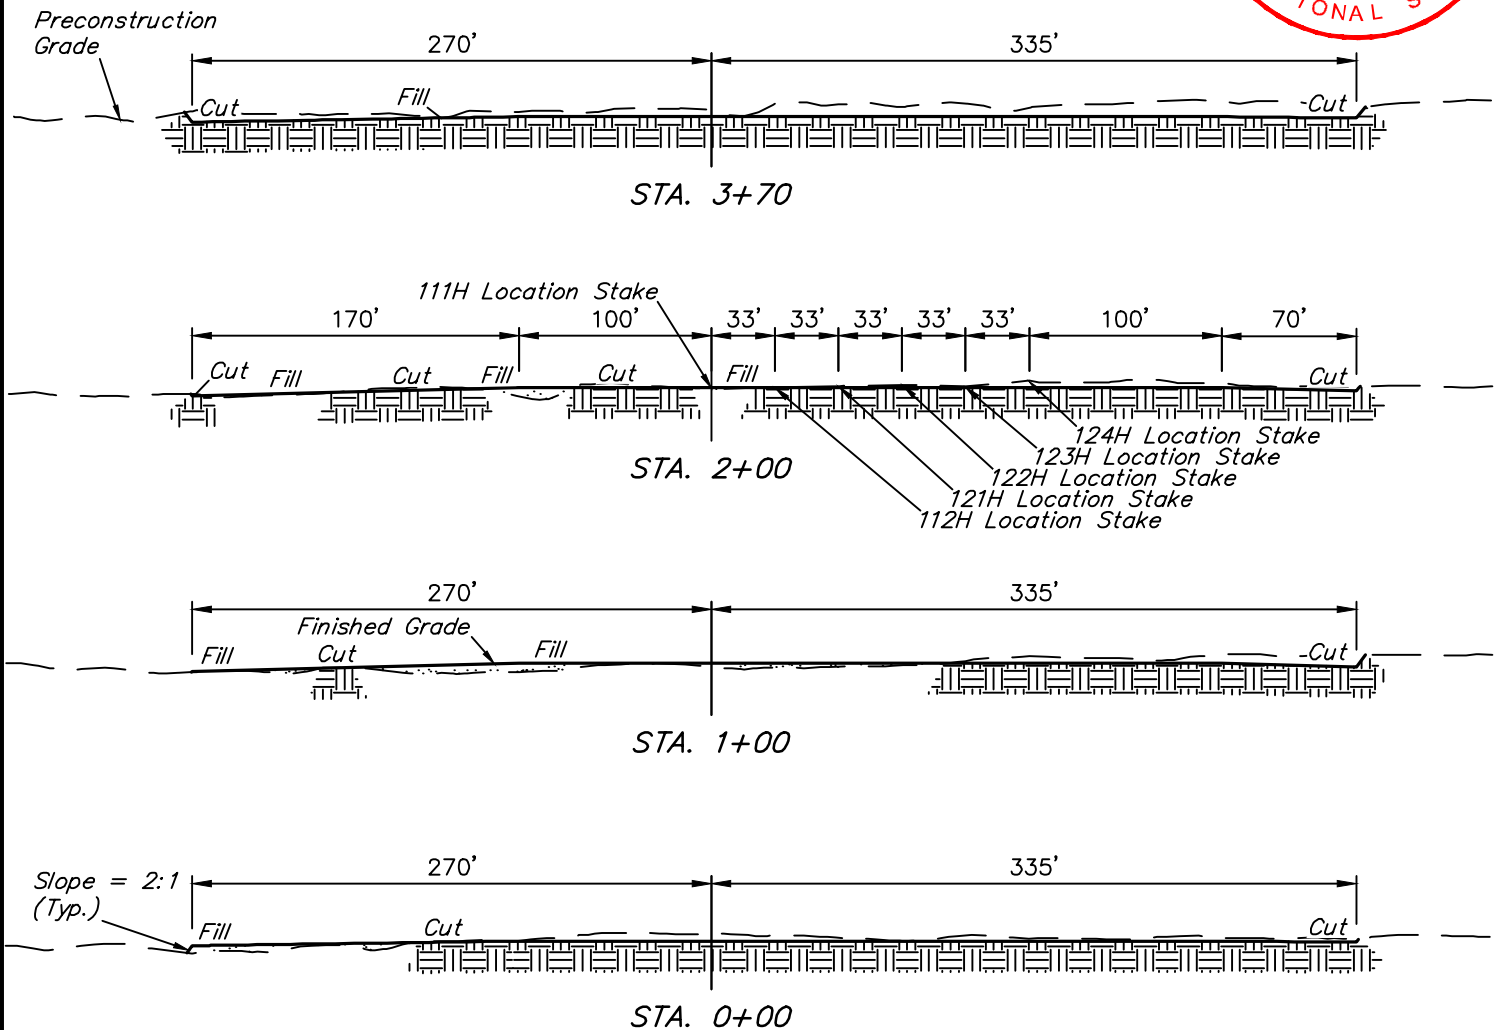 IONAL S
Preconstruction
Grade
270'
335'
Cut
Fill
-Cut
STA. 3+70
111H Location Stake
170'
100'
33'
33'
33'
33'
33'
100'
70'
Cut
Fill
Cut
Fill
Cut
Fill
Cut
124H Location Stake
123H Location Stake
122H Location Stake
121H Location Stake
112H Location Stake
STA. 2+00
270'
335'
Finished Grade
Fill
Cut
Fill
-Cut
STA. 1+00
270'
335'
Slope = 2:1
(Typ.)
Fill
Cut
Cut
STA. 0+00